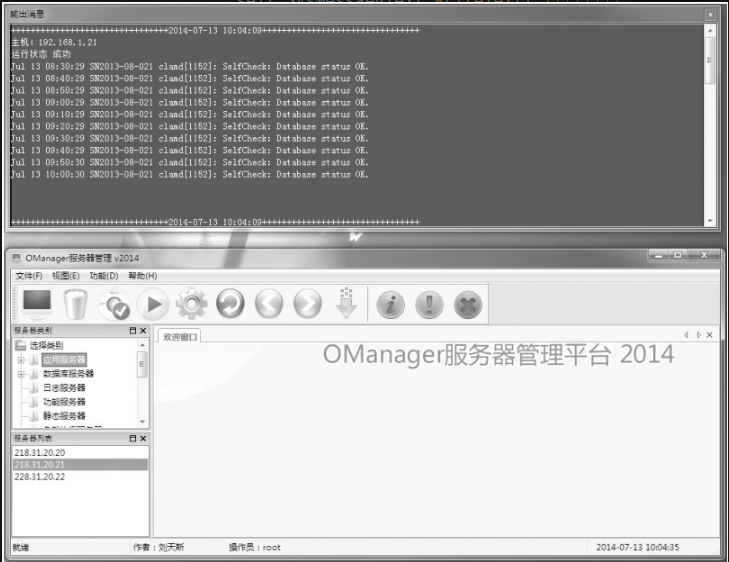 输出消息
++++++++++++++++++++++++++++++++2014-07-13 10:04:09++++++++++++++++++++++++++++++++
主机: 192.168.1.21
运行状态 成功
Jul 13 08:30:29 SN2013-08-021 clamd[1152]: SelfCheck: Database status OK.
Jul 13 08:40:29 SN2013-08-021 clamd[1152]: SelfCheck: Database status OK.
Jul 13 08:50:29 SN2013-08-021 clamd[1152]: SelfCheck: Database status OK.
Jul 13 09:00:29 SN2013-08-021 clamd[1152]: SelfCheck: Database status OK.
Jul 13 09:10:29 SN2013-08-021 clamd[1152]: SelfCheck: Database status OK.
Jul 13 09:20:29 SN2013-08-021 clamd[1152]: SelfCheck: Database status OK.
Jul 13 09:30:29 SN2013-08-021 clamd[1152]: SelfCheck: Database status OK.
Jul 13 09:40:29 SN2013-08-021 clamd[1152]: SelfCheck: Database status OK.
Jul 13 09:50:30 SN2013-08-021 clamd[1152]: SelfCheck: Database status OK.
Jul 13 10:00:30 SN2013-08-021 clamd[1152]: SelfCheck: Database status OK.
++++++++++++++++++++++++++++++++2014-07-13 10:04:09++++++++++++++++++++++++++++++++
OManager服务器管理 v2014
文件(F) 视图(E) 功能(D) 帮助(H)
服务器类别
选择类别
应用服务器
数据库服务器
日志服务器
功能服务器
静态服务器
服务器列表
218.31.20.20
218.31.20.21
228.31.20.22
欢迎窗口
OManager服务器管理平台 2014
就绪
作者：刘天斯
操作员：root
2014-07-13 10:04:35